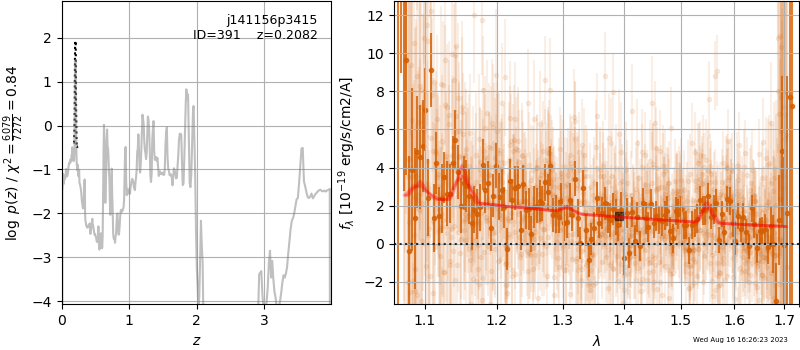 j141156p3415
ID=391 z=0.2082
log p(z) / χ² = 6079/7272 = 0.84
2
1
0
−1
−2
−3
−4
0 1 2 3
z
fλ [10⁻¹⁹ erg/s/cm2/A]
12
10
8
6
4
2
0
−2
1.1 1.2 1.3 1.4 1.5 1.6 1.7
λ
Wed Aug 16 16:26:23 2023